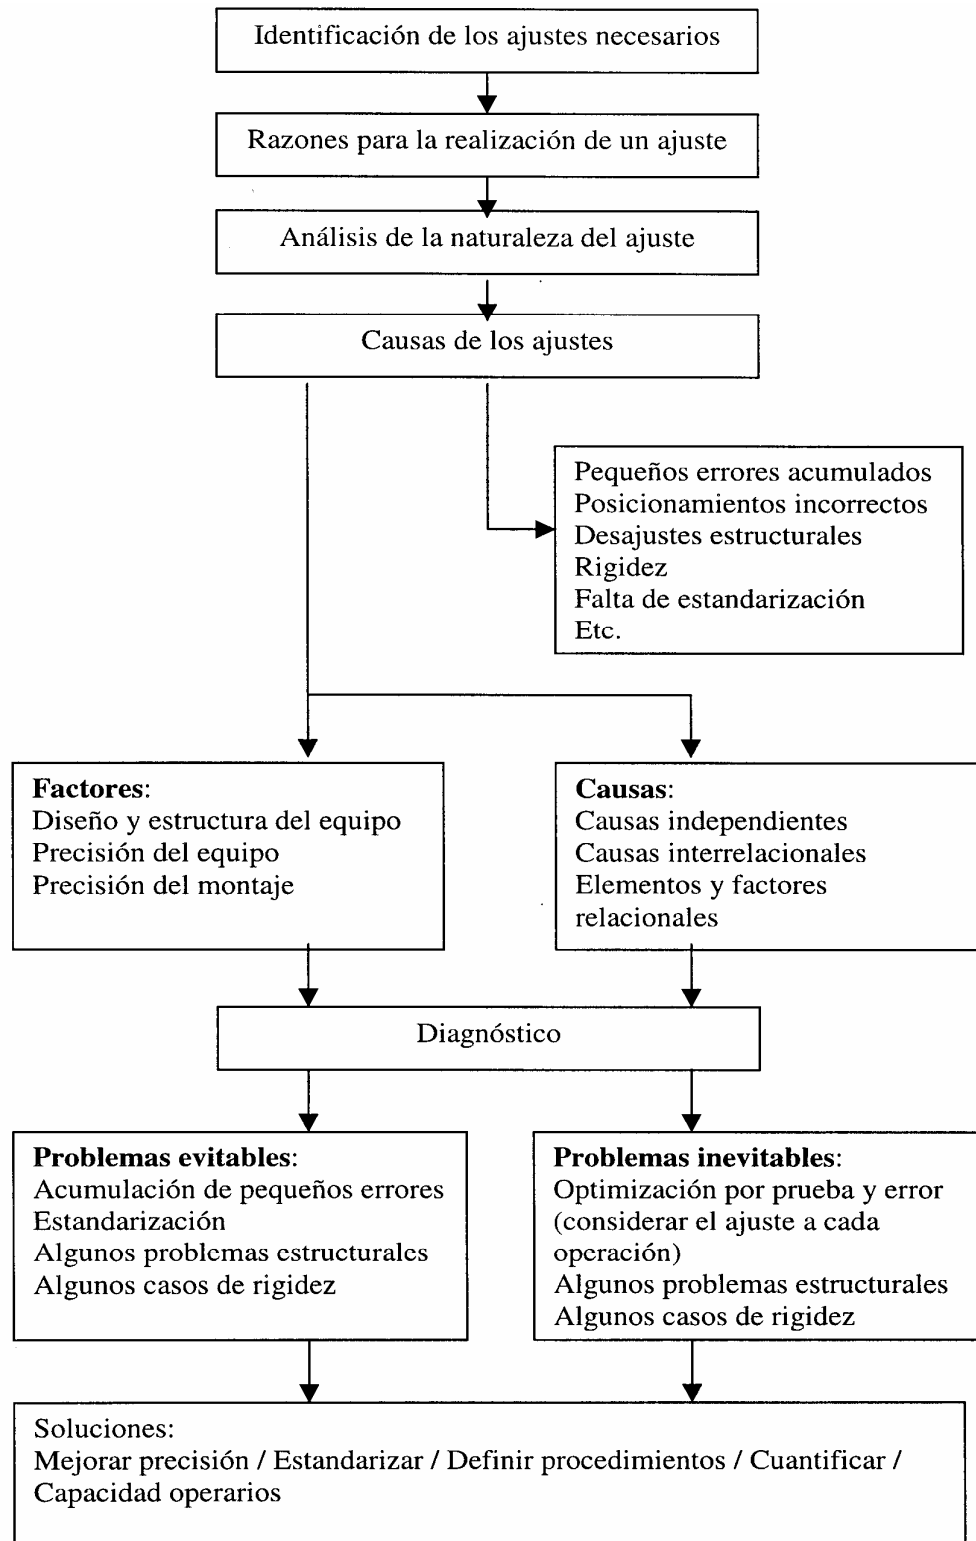 Identificación de los ajustes necesarios
Razones para la realización de un ajuste
Análisis de la naturaleza del ajuste
Causas de los ajustes
Pequeños errores acumulados
Posicionamientos incorrectos
Desajustes estructurales
Rigidez
Falta de estandarización
Etc.
Factores:
Diseño y estructura del equipo
Precisión del equipo
Precisión del montaje
Causas:
Causas independientes
Causas interrelacionales
Elementos y factores
relacionales
Diagnóstico
Problemas evitables:
Acumulación de pequeños errores
Estandarización
Algunos problemas estructurales
Algunos casos de rigidez
Problemas inevitables:
Optimización por prueba y error
(considerar el ajuste a cada
operación)
Algunos problemas estructurales
Algunos casos de rigidez
Soluciones:
Mejorar precisión / Estandarizar / Definir procedimientos / Cuantificar /
Capacidad operarios